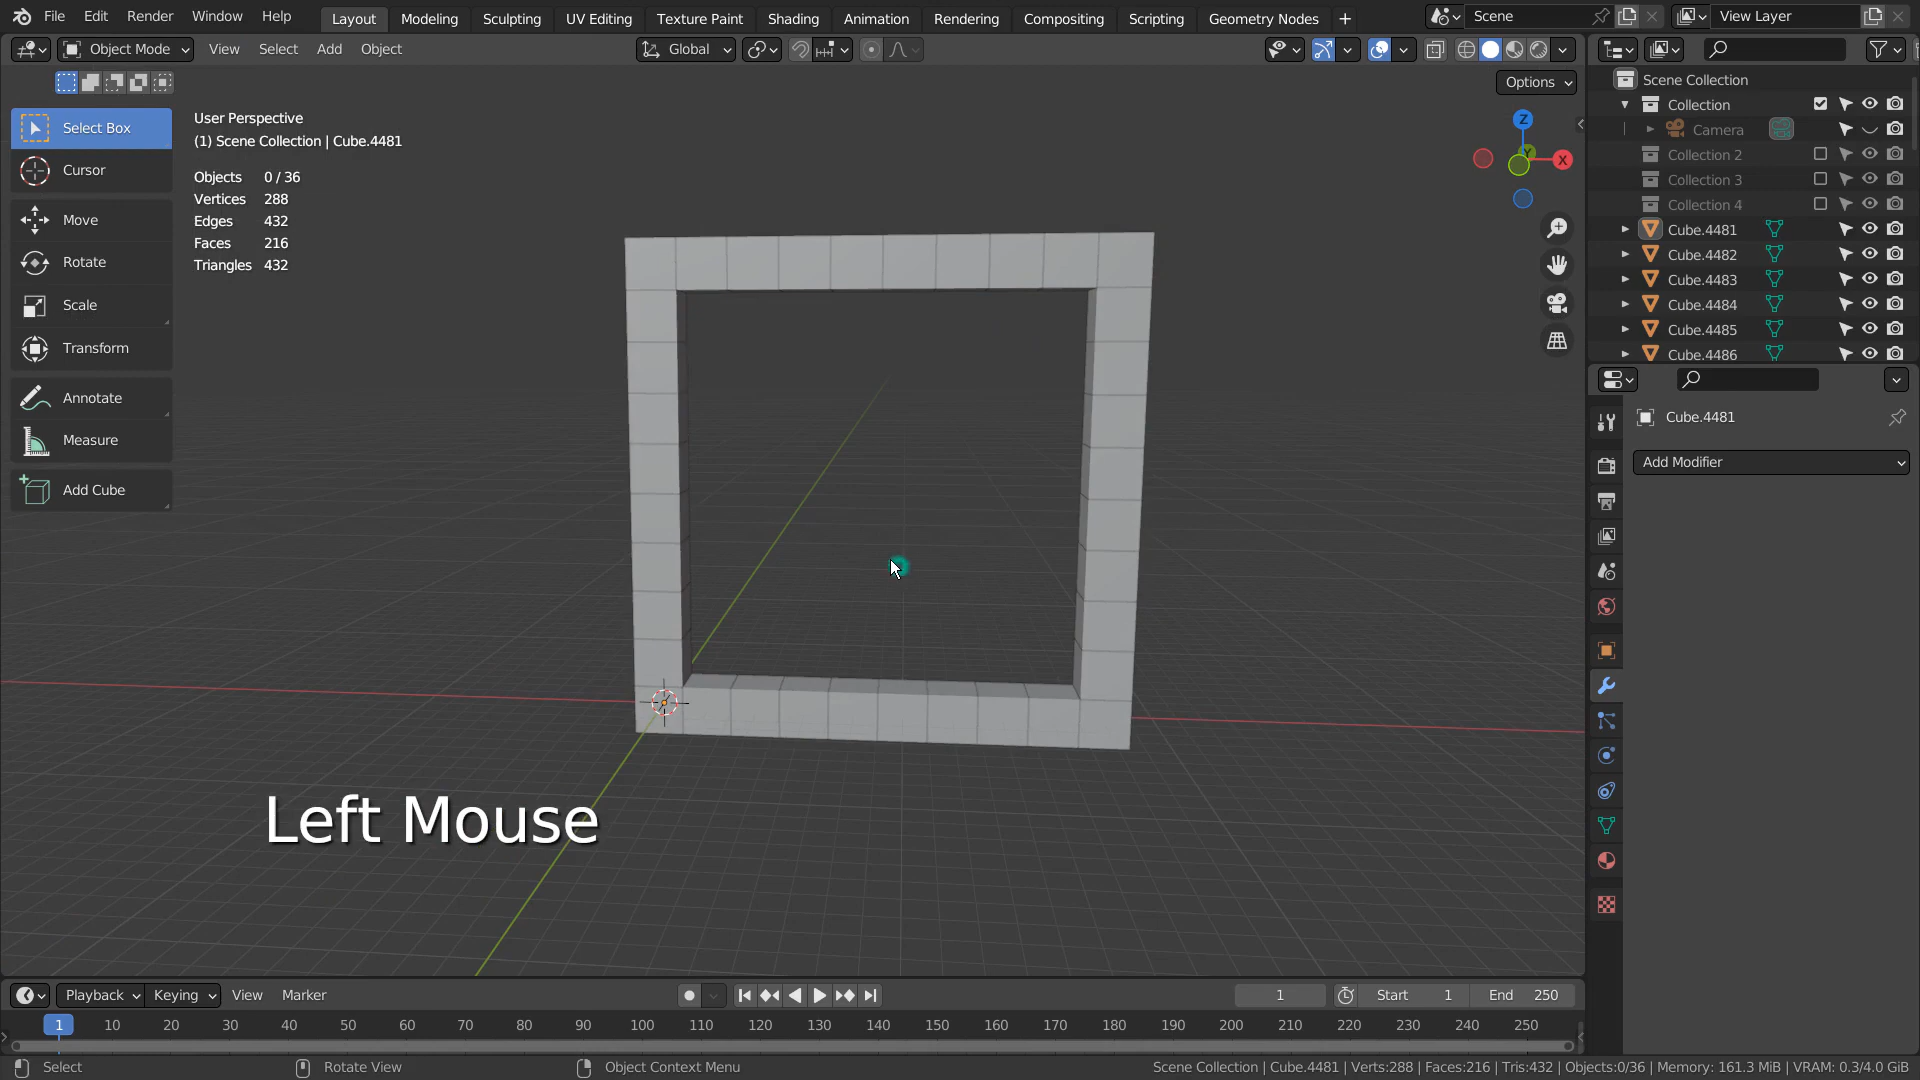 File Edit Render Window Help Layout Modeling Sculpting UV Editing Texture Paint Shading Animation Rendering Compositing Scripting Geometry Nodes + Scene View Layer
Object Mode View Select Add Object Global
Options
Select Box
Cursor
Move
Rotate
Scale
Transform
Annotate
Measure
Add Cube
User Perspective
(1) Scene Collection | Cube.4481
Objects 0 / 36
Vertices 288
Edges 432
Faces 216
Triangles 432
Z
Y
X
Left Mouse
Scene Collection
Collection
Camera
Collection 2
Collection 3
Collection 4
Cube.4481
Cube.4482
Cube.4483
Cube.4484
Cube.4485
Cube.4486
Cube.4481
Add Modifier
Playback Keying View Marker 1 Start 1 End 250
1 10 20 30 40 50 60 70 80 90 100 110 120 130 140 150 160 170 180 190 200 210 220 230 240 250
Select Rotate View Object Context Menu Scene Collection | Cube.4481 | Verts:288 | Faces:216 | Tris:432 | Objects:0/36 | Memory: 161.3 MiB | VRAM: 0.3/4.0 GiB